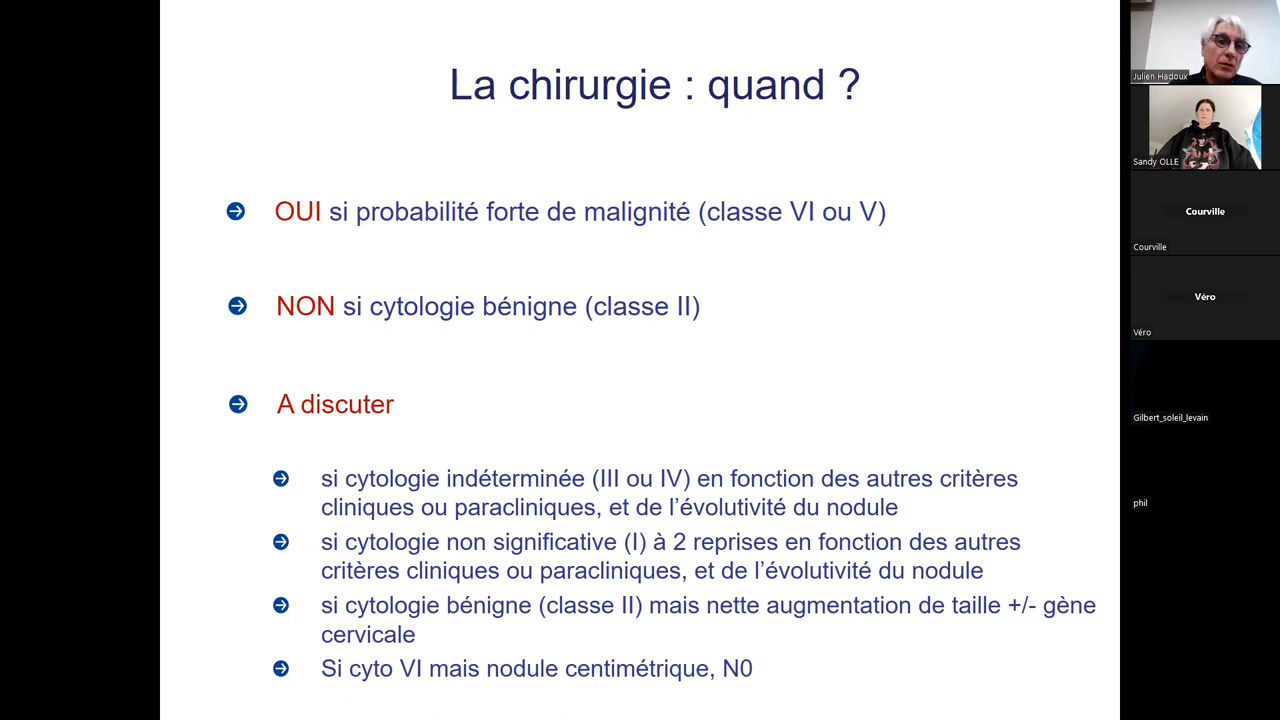 La chirurgie : quand ?
OUI si probabilité forte de malignité (classe VI ou V)
NON si cytologie bénigne (classe II)
A discuter
si cytologie indéterminée (III ou IV) en fonction des autres critères
cliniques ou paracliniques, et de l’évolutivité du nodule
si cytologie non significative (I) à 2 reprises en fonction des autres
critères cliniques ou paracliniques, et de l’évolutivité du nodule
si cytologie bénigne (classe II) mais nette augmentation de taille +/- gène
cervicale
Si cyto VI mais nodule centimétrique, N0
Julien Hadoux
Sandy OLLE
Courville
Courville
Véro
Véro
Gilbert_soleil_levain
phil